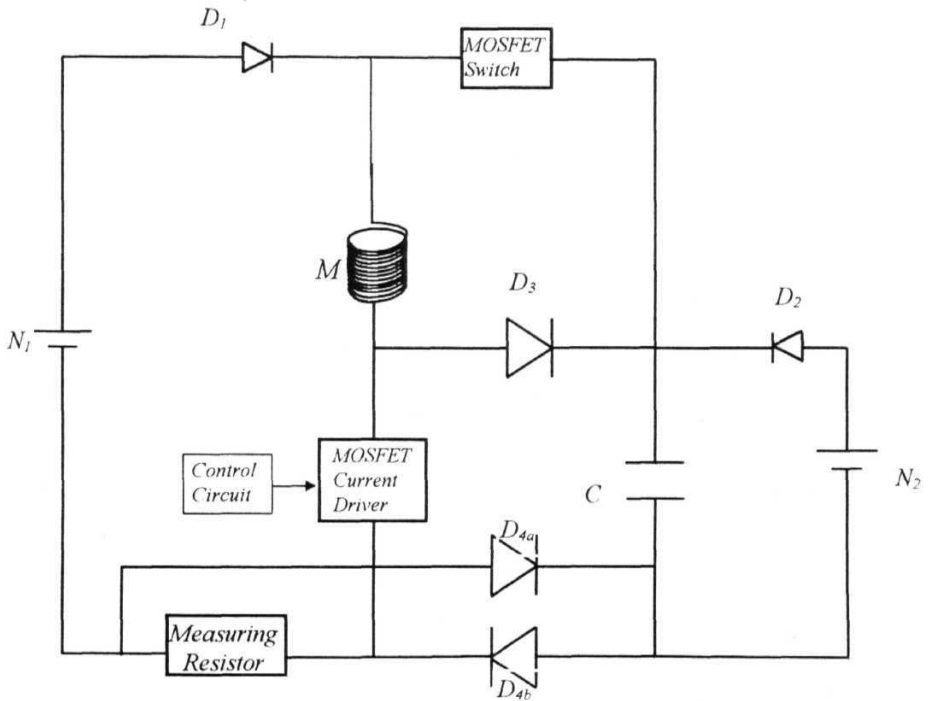 D1
MOSFET
Switch
M
D3
D2
N1
Control
Circuit
MOSFET
Current
Driver
C
N2
D4a
Measuring
Resistor
D4b